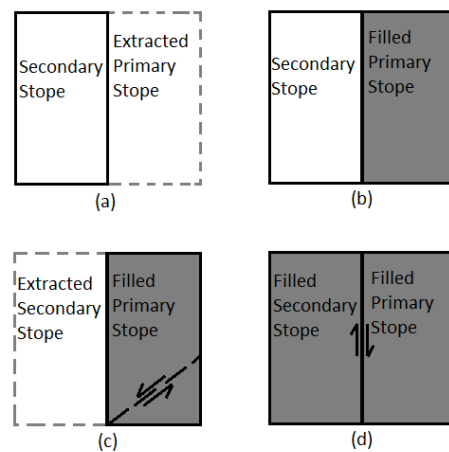 Secondary
Stope
Extracted
Primary
Stope
(a)
Secondary
Stope
Filled
Primary
Stope
(b)
Extracted
Secondary
Stope
Filled
Primary
Stope
(c)
Filled
Secondary
Stope
Filled
Primary
Stope
(d)